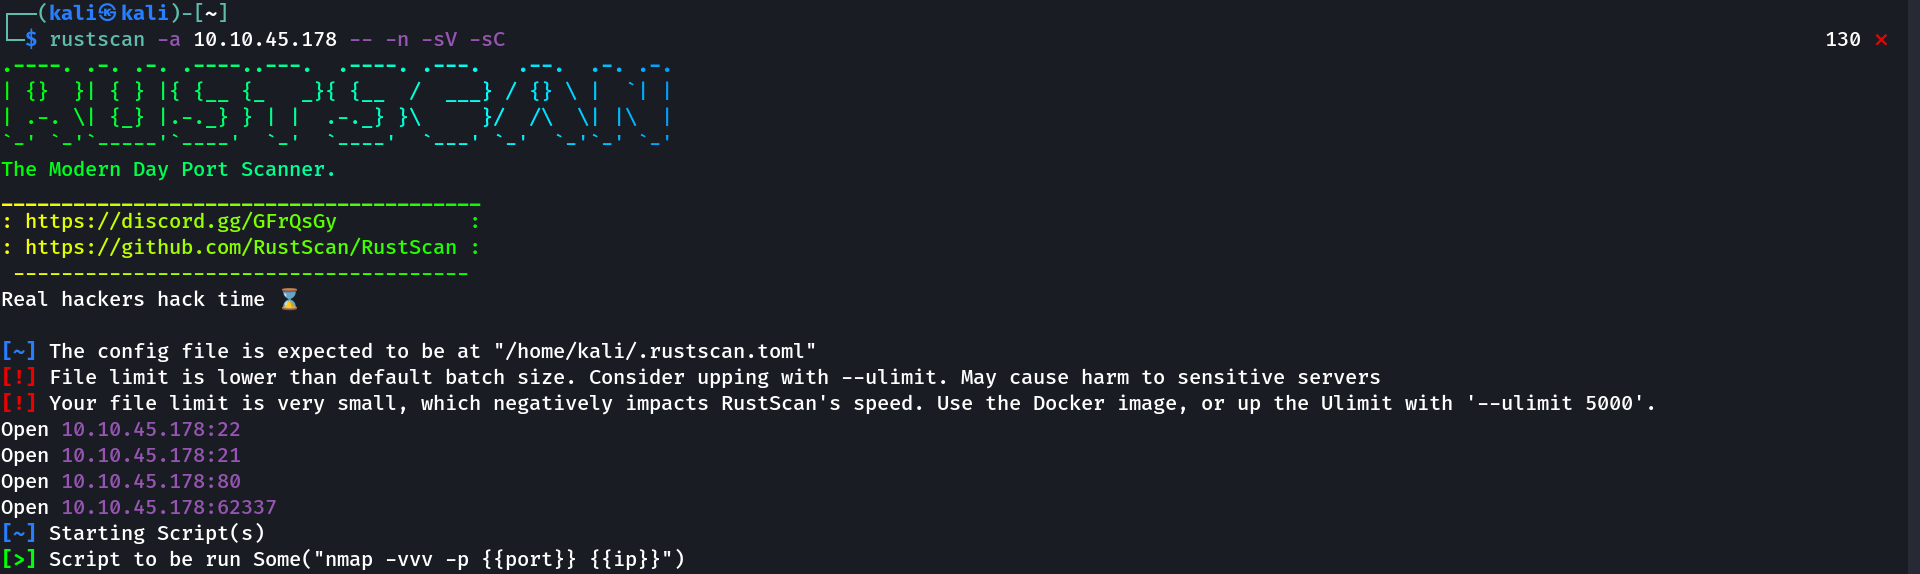 ┌──(kali㉿kali)-[~]
└─$ rustscan -a 10.10.45.178 -- -n -sV -sC 130 ⨯
.----. .-. .-. .----..---.  .----. .---.   .--.  .-. .-.
| {}  }| { } |{ {__ {_   _}{ {__  /  ___} / {} \ |  `| |
| .-. \| {_} |.-._} } | |  .-._} }\     }/  /\  \| |\  |
`-' `-'`-----'`----'  `-'  `----'  `---' `-'  `-'`-' `-'
The Modern Day Port Scanner.
________________________________________
: https://discord.gg/GFrQsGy           :
: https://github.com/RustScan/RustScan :
 --------------------------------------
Real hackers hack time ⌛
[~] The config file is expected to be at "/home/kali/.rustscan.toml"
[!] File limit is lower than default batch size. Consider upping with --ulimit. May cause harm to sensitive servers
[!] Your file limit is very small, which negatively impacts RustScan's speed. Use the Docker image, or up the Ulimit with '--ulimit 5000'.
Open 10.10.45.178:22
Open 10.10.45.178:21
Open 10.10.45.178:80
Open 10.10.45.178:62337
[~] Starting Script(s)
[>] Script to be run Some("nmap -vvv -p {{port}} {{ip}}")